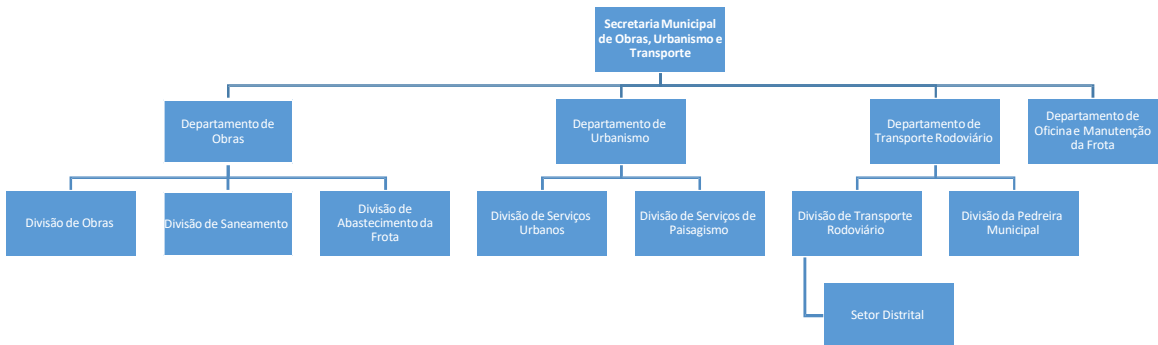 Secretaria Municipal
de Obras, Urbanismo e
Transporte
Departamento de
Obras
Departamento de
Urbanismo
Departamento de
Transporte Rodoviário
Departamento de
Oficina e Manutenção
da Frota
Divisão de Obras
Divisão de Saneamento
Divisão de
Abastecimento da
Frota
Divisão de Serviços
Urbanos
Divisão de Serviços de
Paisagismo
Divisão de Transporte
Rodoviário
Divisão da Pedreira
Municipal
Setor Distrital